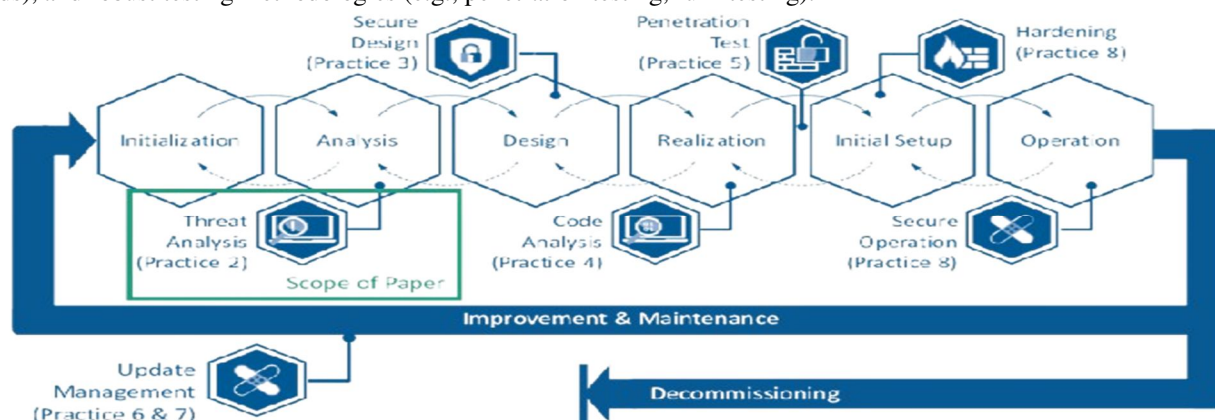 Secure
Design
(Practice 3)
Penetration
Test
(Practice 5)
Hardening
(Practice 8)
Initialization
Analysis
Design
Realization
Initial Setup
Operation
Threat
Analysis
(Practice 2)
Scope of Paper
Code
Analysis
(Practice 4)
Secure
Operation
(Practice 8)
Improvement & Maintenance
Update
Management
(Practice 6 & 7)
Decommissioning